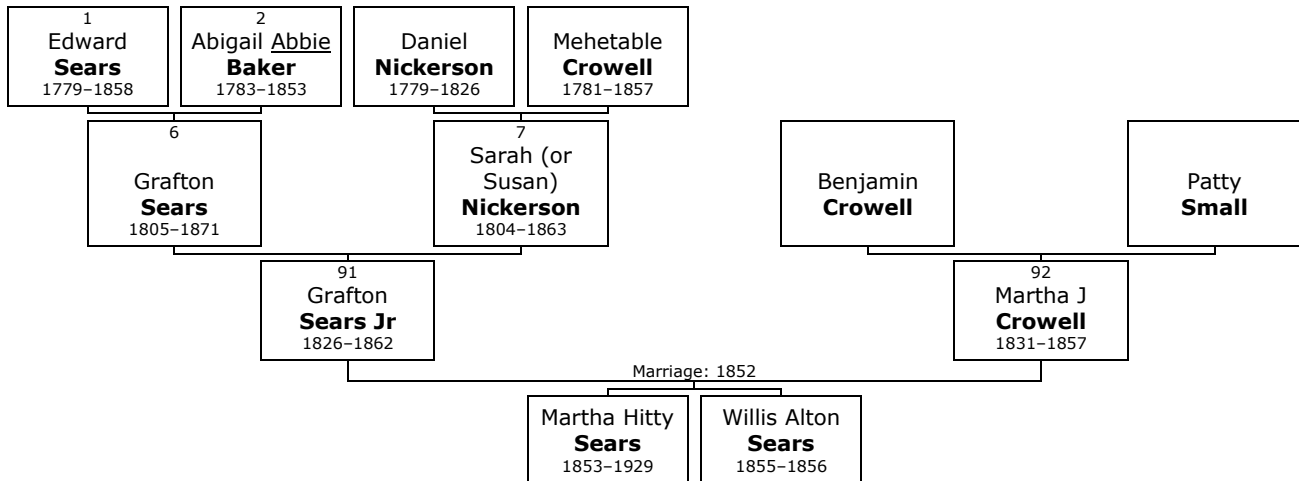 1
Edward
Sears
1779–1858
2
Abigail Abbie
Baker
1783–1853
Daniel
Nickerson
1779–1826
Mehetable
Crowell
1781–1857
6
Grafton
Sears
1805–1871
7
Sarah (or
Susan)
Nickerson
1804–1863
Benjamin
Crowell
Patty
Small
91
Grafton
Sears Jr
1826–1862
92
Martha J
Crowell
1831–1857
Marriage: 1852
Martha Hitty
Sears
1853–1929
Willis Alton
Sears
1855–1856